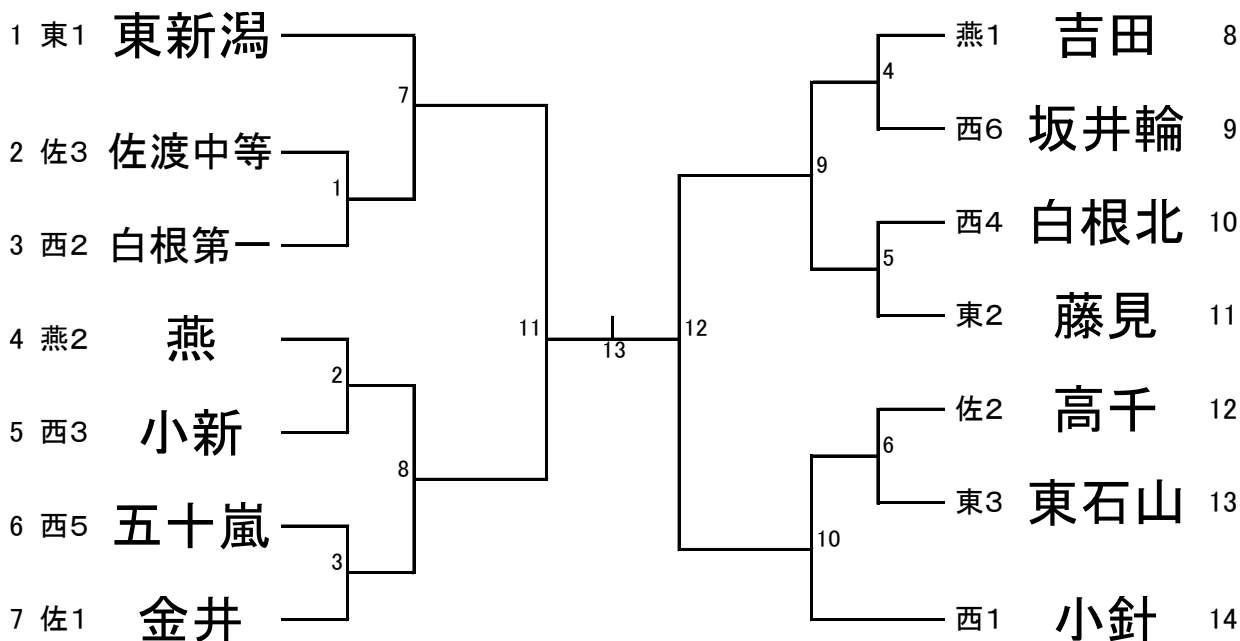 1 東1 東新潟
7
2 佐3 佐渡中等
1
3 西2 白根第一
4 燕2 燕
11
2
5 西3 小新
8
6 西5 五十嵐
3
7 佐1 金井
13
燕1 吉田 8
4
西6 坂井輪 9
9
西4 白根北 10
5
東2 藤見 11
12
佐2 高千 12
6
東3 東石山 13
10
西1 小針 14